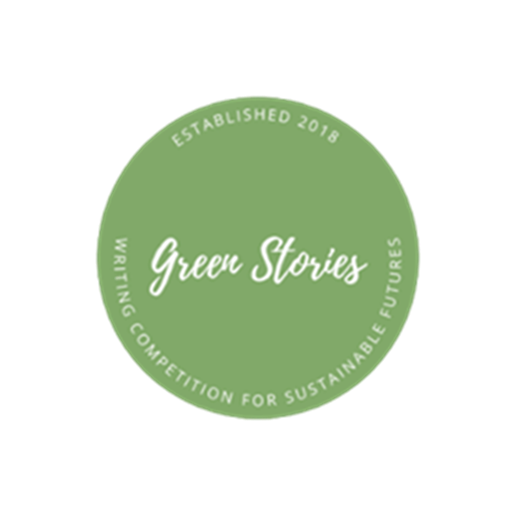 ESTABLISHED 2018
Green Stories
WRITING COMPETITION FOR SUSTAINABLE FUTURES